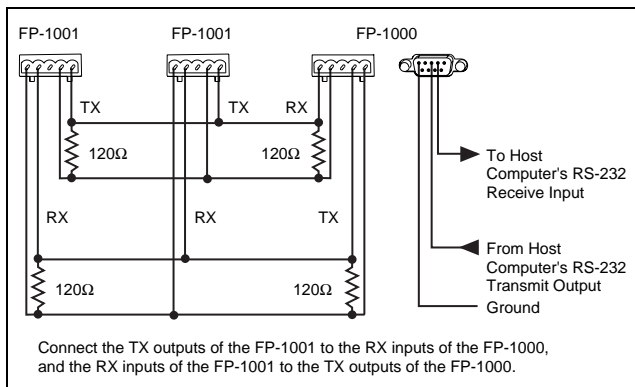 FP-1001 FP-1001 FP-1000
TX TX RX
120Ω 120Ω
To Host
Computer's RS-232
Receive Input
RX RX TX
From Host
Computer's RS-232
Transmit Output
120Ω 120Ω
Ground
Connect the TX outputs of the FP-1001 to the RX inputs of the FP-1000,
and the RX inputs of the FP-1001 to the TX outputs of the FP-1000.